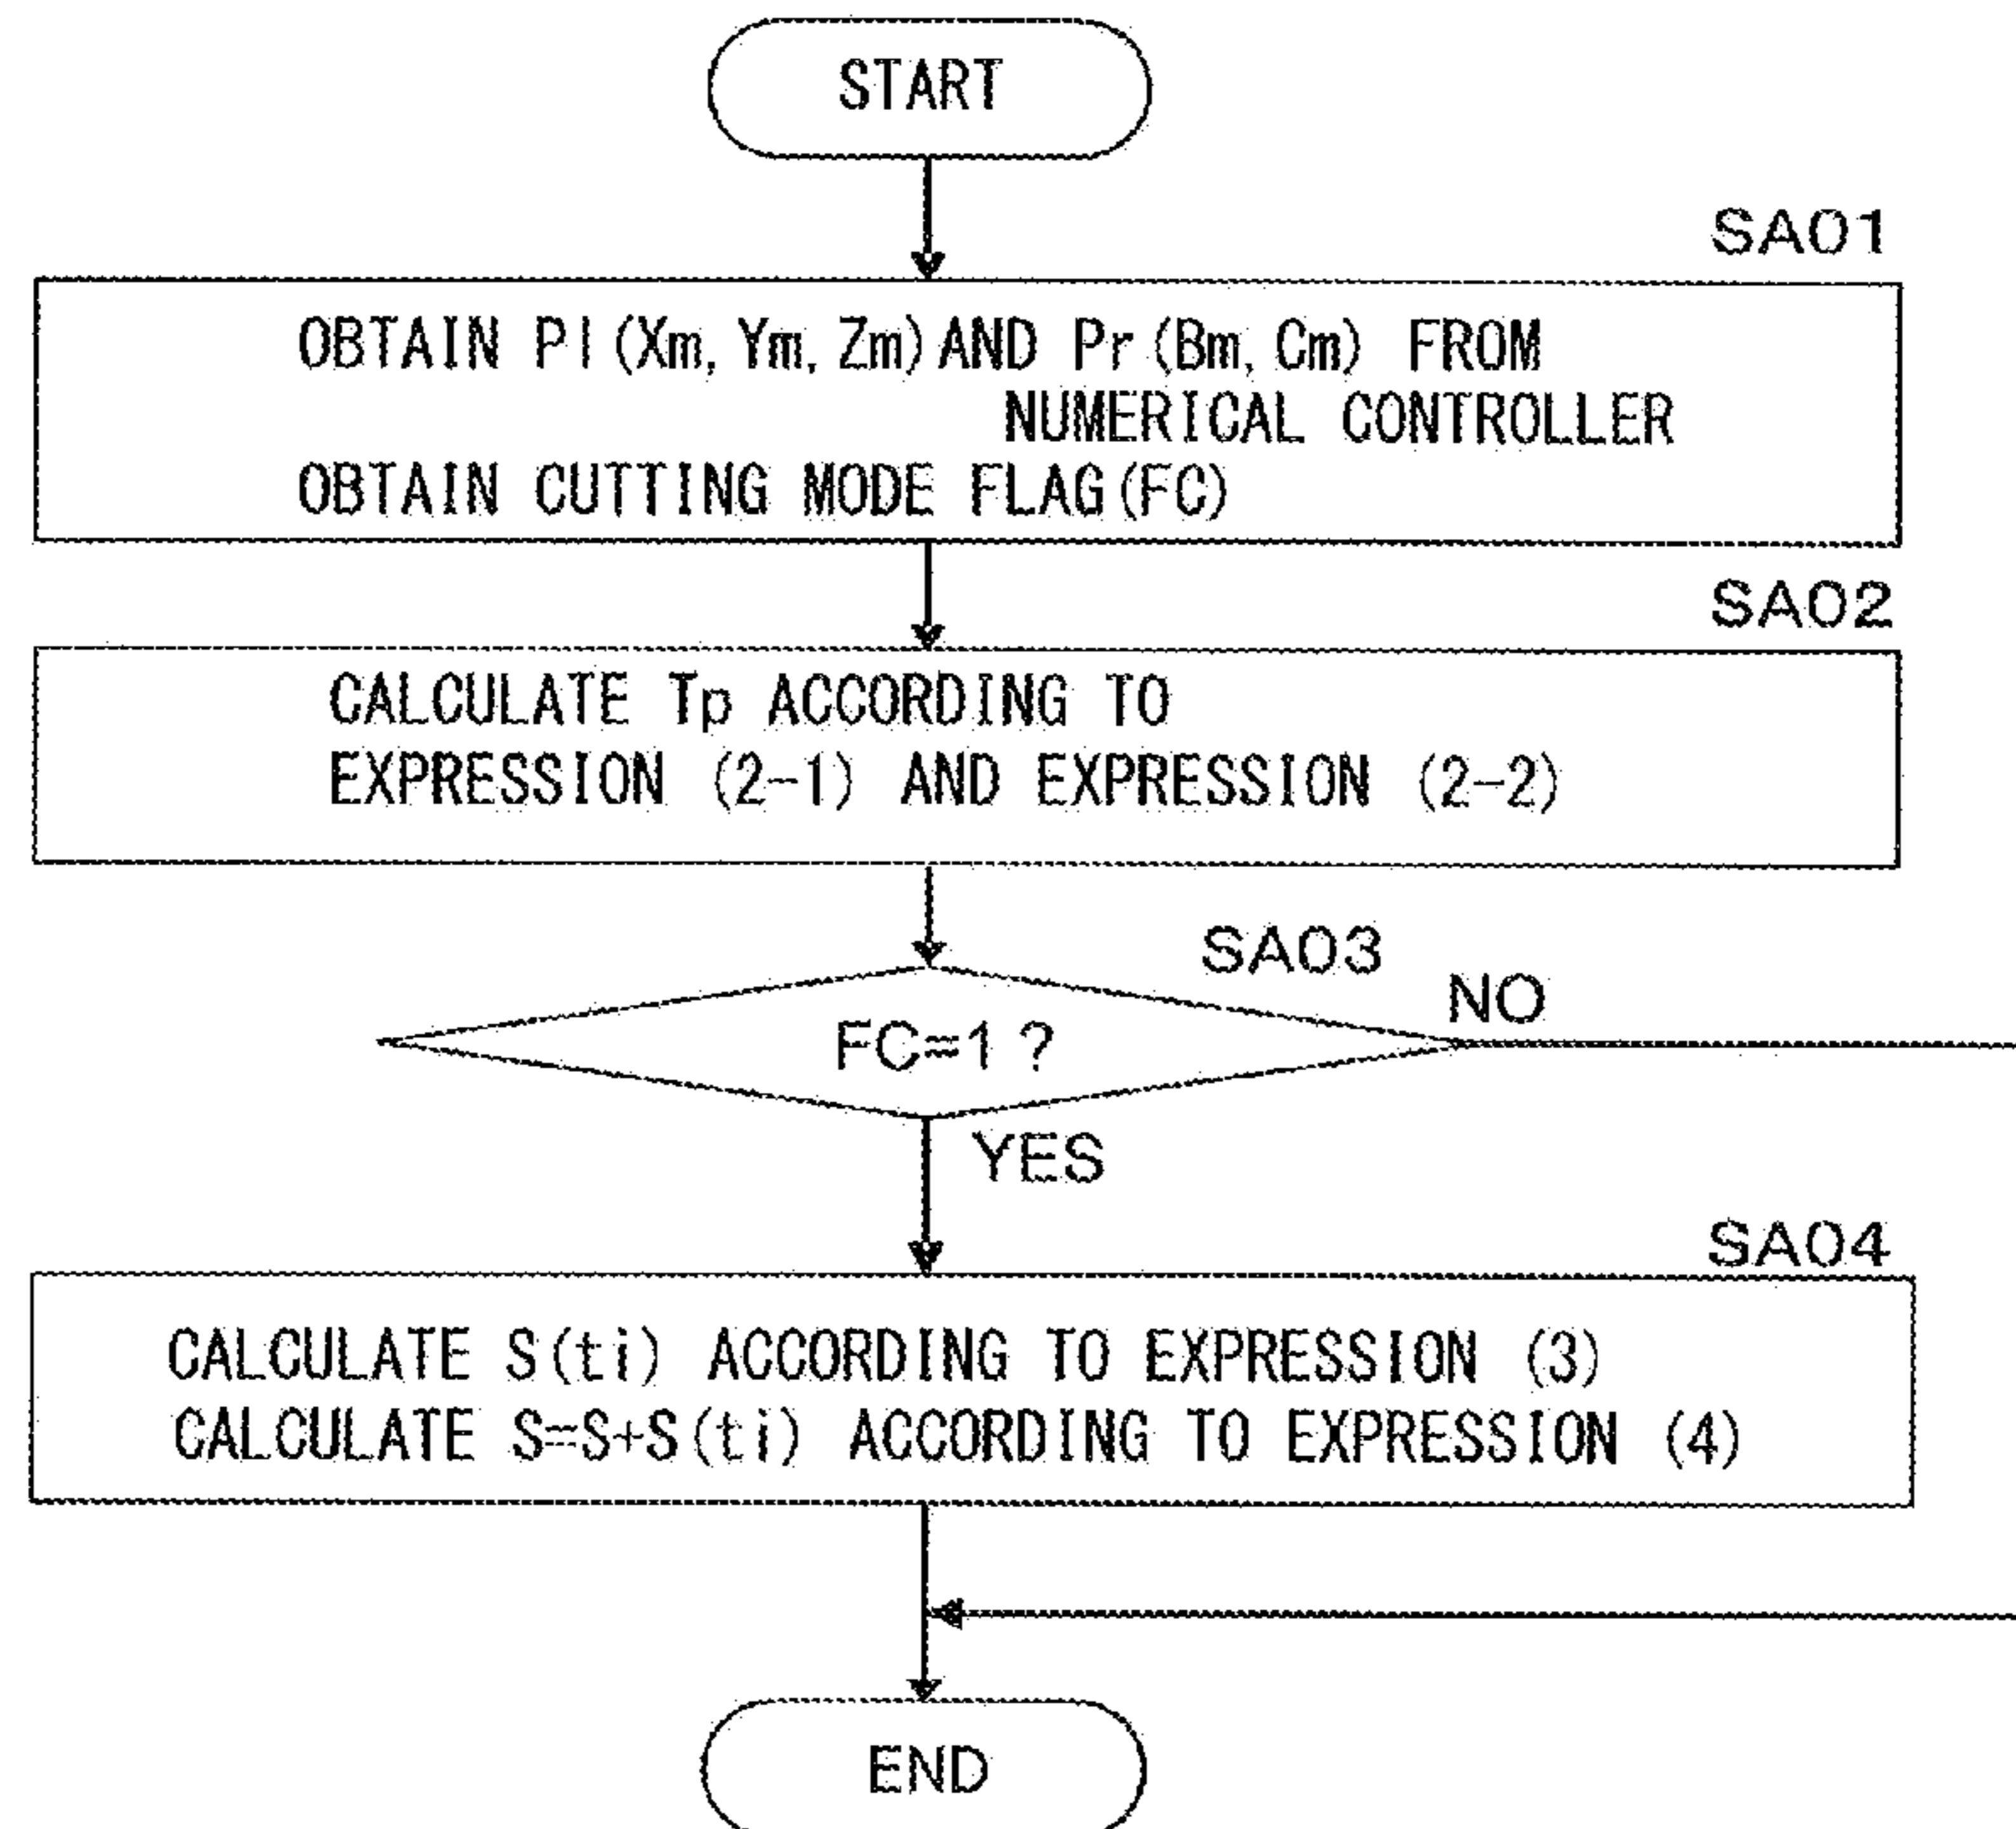 START
SA01
OBTAIN Pl(Xm,Ym,Zm)AND Pr(Bm,Cm) FROM
NUMERICAL CONTROLLER
OBTAIN CUTTING MODE FLAG(FC)
SA02
CALCULATE Tp ACCORDING TO
EXPRESSION (2-1) AND EXPRESSION (2-2)
SA03
NO
FC=1?
YES
SA04
CALCULATE S(ti) ACCORDING TO EXPRESSION (3)
CALCULATE S=S+S(ti) ACCORDING TO EXPRESSION (4)
END